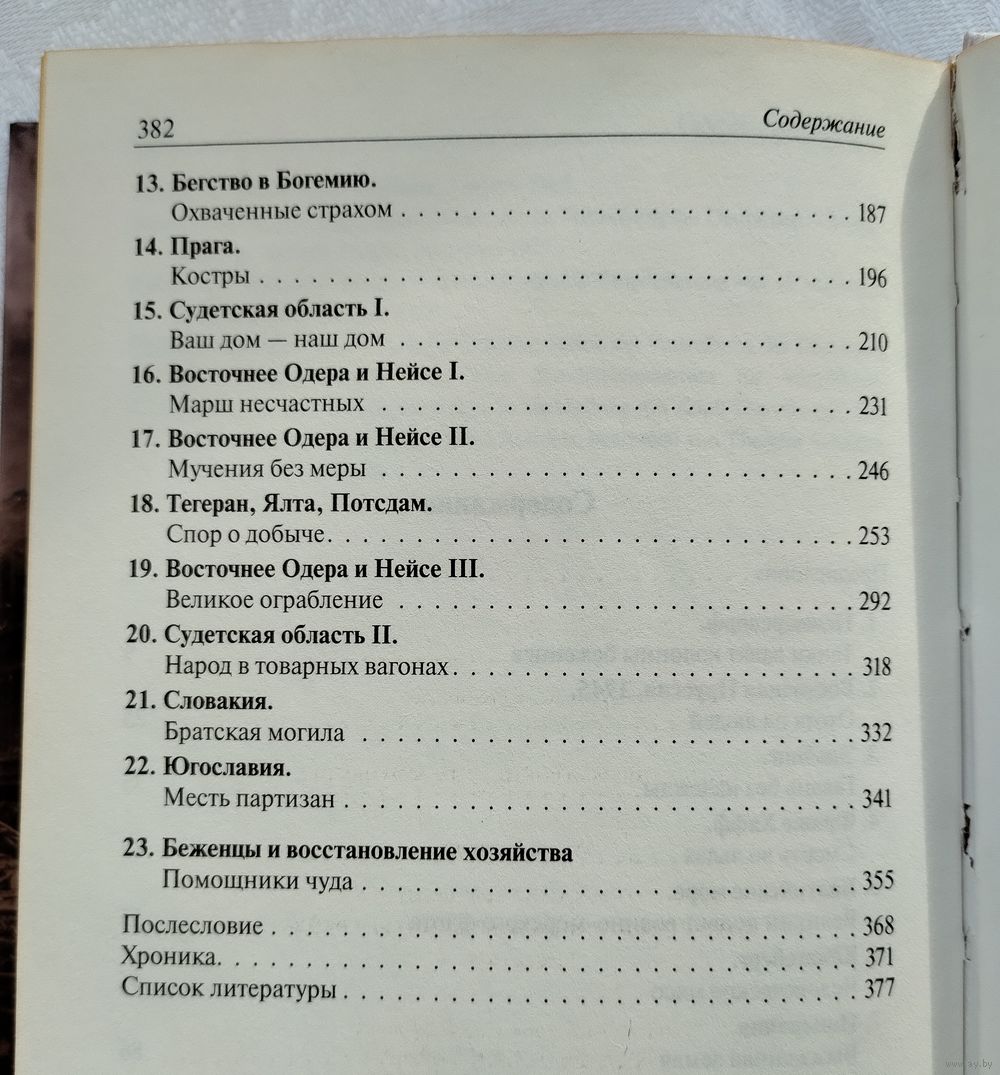 382
Содержание
13. Бегство в Богемию.
Охваченные страхом . . . . . . . . . . . . . . . . . . . . . . . . . . . 187
14. Прага.
Костры . . . . . . . . . . . . . . . . . . . . . . . . . . . . . . . . . . . 196
15. Судетская область I.
Ваш дом — наш дом . . . . . . . . . . . . . . . . . . . . . . . . . . . 210
16. Восточнее Одера и Нейсе I.
Марш несчастных . . . . . . . . . . . . . . . . . . . . . . . . . . . . 231
17. Восточнее Одера и Нейсе II.
Мучения без меры . . . . . . . . . . . . . . . . . . . . . . . . . . . . 246
18. Тегеран, Ялта, Потсдам.
Спор о добыче. . . . . . . . . . . . . . . . . . . . . . . . . . . . . . . 253
19. Восточнее Одера и Нейсе III.
Великое ограбление . . . . . . . . . . . . . . . . . . . . . . . . . . . 292
20. Судетская область II.
Народ в товарных вагонах. . . . . . . . . . . . . . . . . . . . . . . . 318
21. Словакия.
Братская могила . . . . . . . . . . . . . . . . . . . . . . . . . . . . . 332
22. Югославия.
Месть партизан . . . . . . . . . . . . . . . . . . . . . . . . . . . . . . 341
23. Беженцы и восстановление хозяйства
Помощники чуда . . . . . . . . . . . . . . . . . . . . . . . . . . . . . 355
Послесловие . . . . . . . . . . . . . . . . . . . . . . . . . . . . . . . . . 368
Хроника. . . . . . . . . . . . . . . . . . . . . . . . . . . . . . . . . . . . 371
Список литературы . . . . . . . . . . . . . . . . . . . . . . . . . . . . . 377
www.ay.by